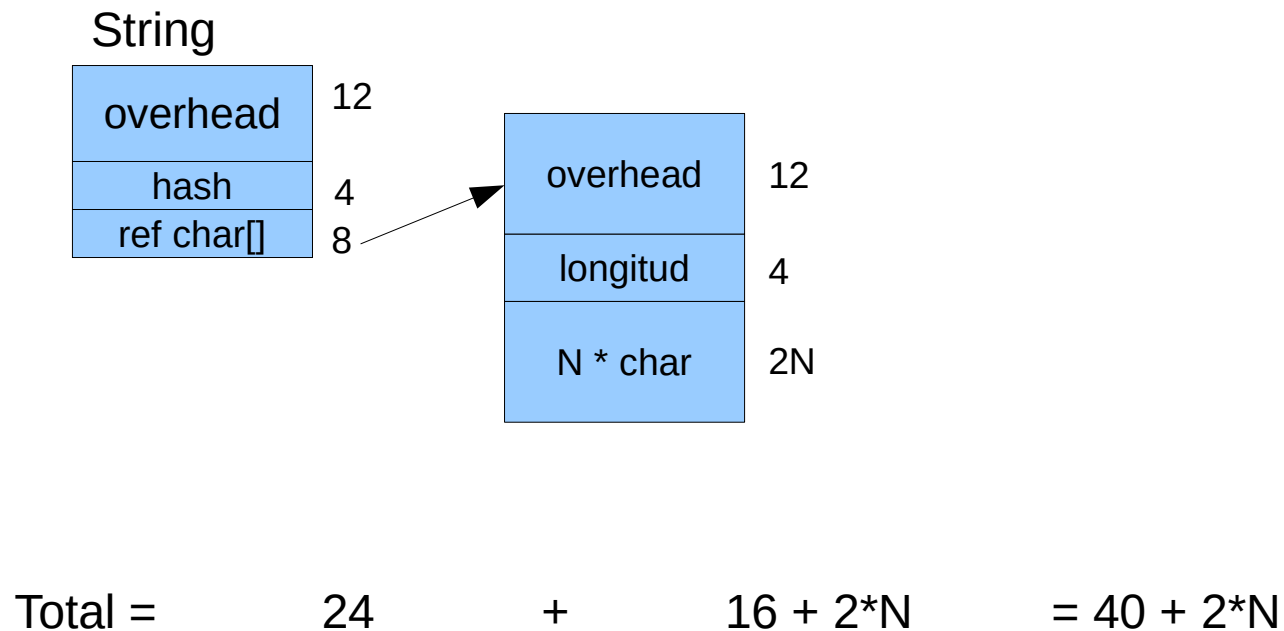 String
overhead 12
hash 4
ref char[] 8
overhead 12
longitud 4
N * char 2N
Total = 24 + 16 + 2*N = 40 + 2*N